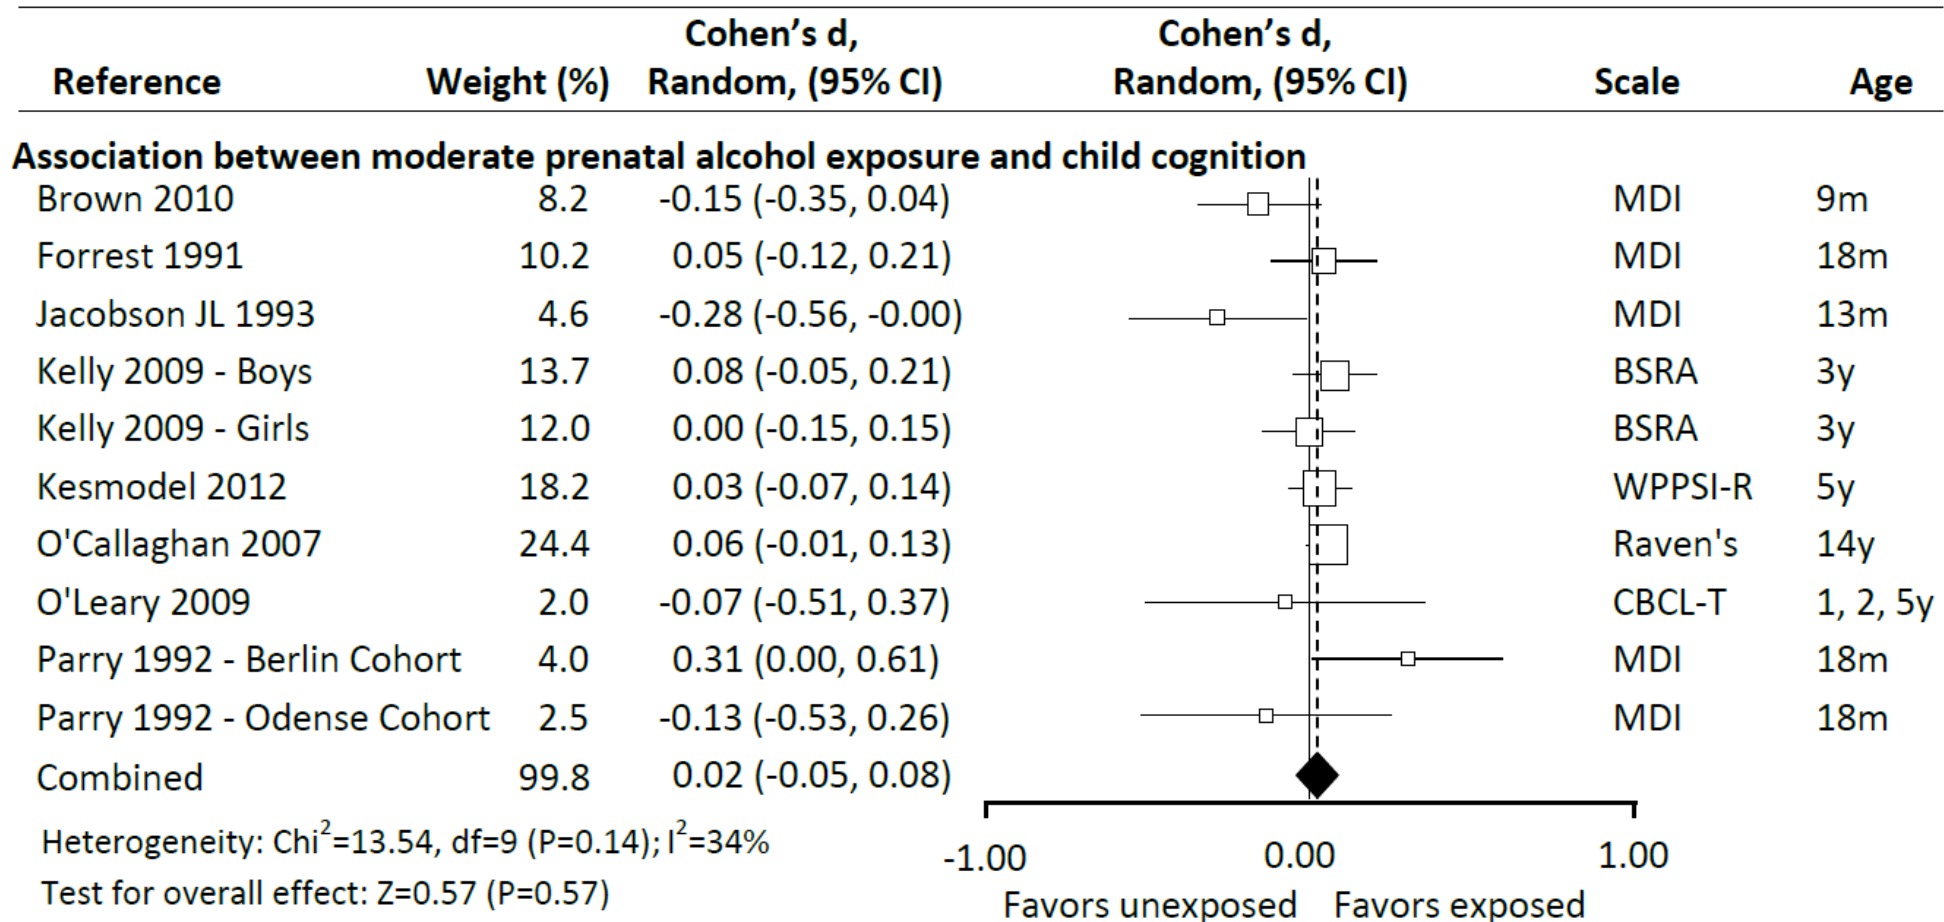 Reference Weight (%) Cohen’s d, Random, (95% CI) Cohen’s d, Random, (95% CI) Scale Age
Association between moderate prenatal alcohol exposure and child cognition
Brown 2010 8.2 -0.15 (-0.35, 0.04) MDI 9m
Forrest 1991 10.2 0.05 (-0.12, 0.21) MDI 18m
Jacobson JL 1993 4.6 -0.28 (-0.56, -0.00) MDI 13m
Kelly 2009 - Boys 13.7 0.08 (-0.05, 0.21) BSRA 3y
Kelly 2009 - Girls 12.0 0.00 (-0.15, 0.15) BSRA 3y
Kesmodel 2012 18.2 0.03 (-0.07, 0.14) WPPSI-R 5y
O'Callaghan 2007 24.4 0.06 (-0.01, 0.13) Raven's 14y
O'Leary 2009 2.0 -0.07 (-0.51, 0.37) CBCL-T 1, 2, 5y
Parry 1992 - Berlin Cohort 4.0 0.31 (0.00, 0.61) MDI 18m
Parry 1992 - Odense Cohort 2.5 -0.13 (-0.53, 0.26) MDI 18m
Combined 99.8 0.02 (-0.05, 0.08)
Heterogeneity: Chi²=13.54, df=9 (P=0.14); I²=34%
Test for overall effect: Z=0.57 (P=0.57)
-1.00 0.00 1.00
Favors unexposed Favors exposed